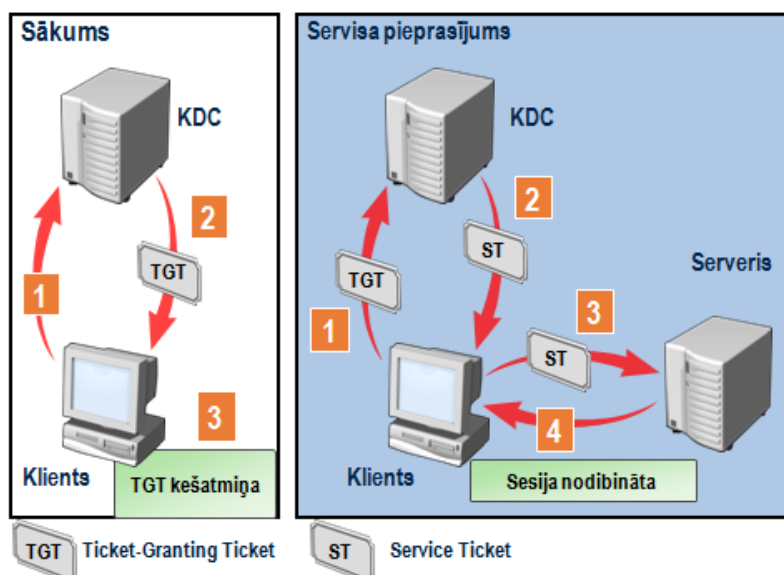 Sākums
KDC
2
TGT
1
3
Klients
TGT kešatmiņa
TGT Ticket-Granting Ticket
Servisa pieprasījums
KDC
2
ST
TGT
1
Serveris
3
ST
4
Klients
Sesija nodibināta
ST Service Ticket